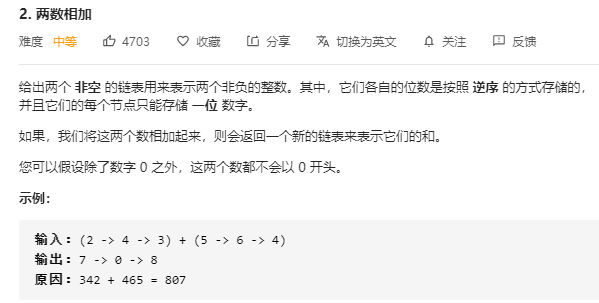 2. 两数相加
难度 中等 4703 收藏 分享 切换为英文 关注 反馈
给出两个 非空 的链表用来表示两个非负的整数。其中，它们各自的位数是按照 逆序 的方式存储的，
并且它们的每个节点只能存储 一位 数字。
如果，我们将这两个数相加起来，则会返回一个新的链表来表示它们的和。
您可以假设除了数字 0 之外，这两个数都不会以 0 开头。
示例：
输入：(2 -> 4 -> 3) + (5 -> 6 -> 4)
输出：7 -> 0 -> 8
原因：342 + 465 = 807